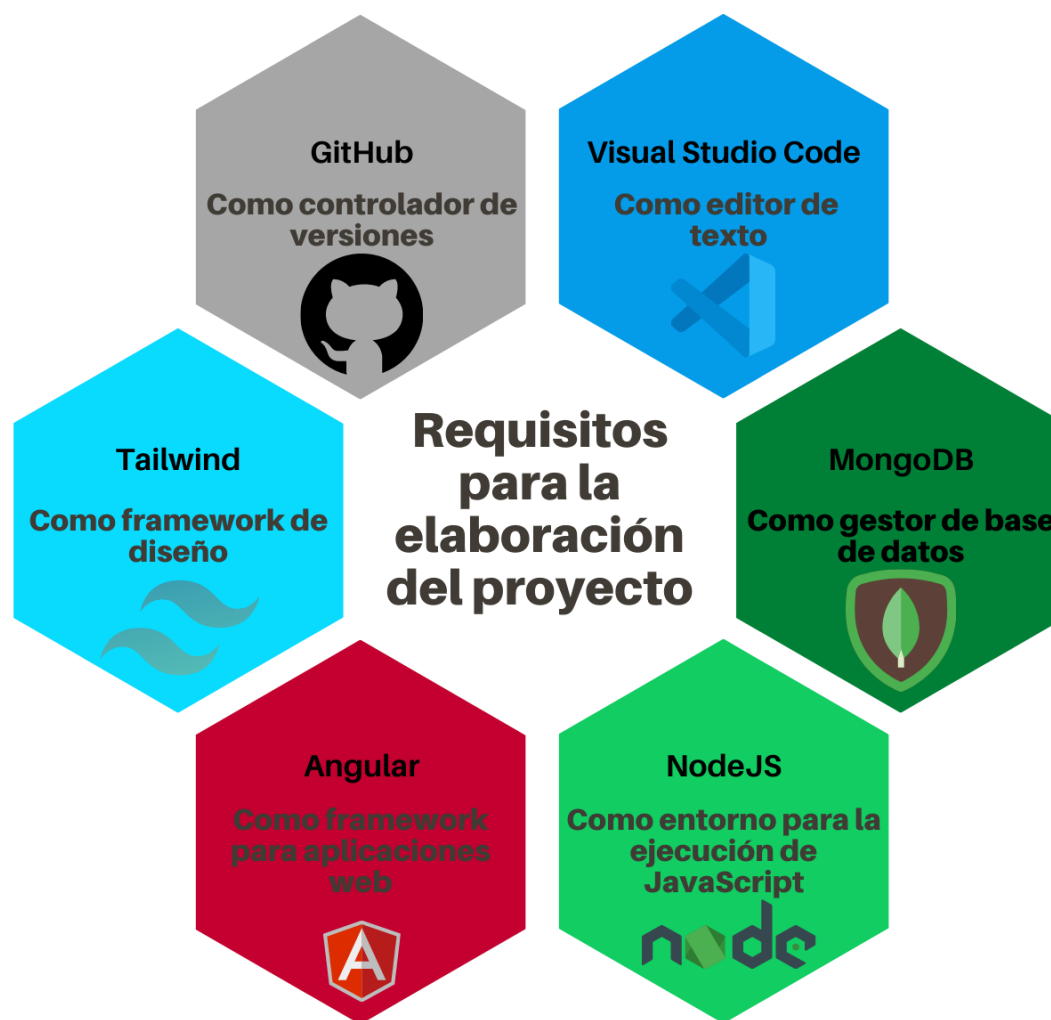 GitHub
Como controlador de
versiones
Visual Studio Code
Como editor de
texto
Tailwind
Como framework de
diseño
Requisitos
para la
elaboración
del proyecto
MongoDB
Como gestor de base
de datos
Angular
Como framework
para aplicaciones
web
NodeJS
Como entorno para la
ejecución de
JavaScript
node